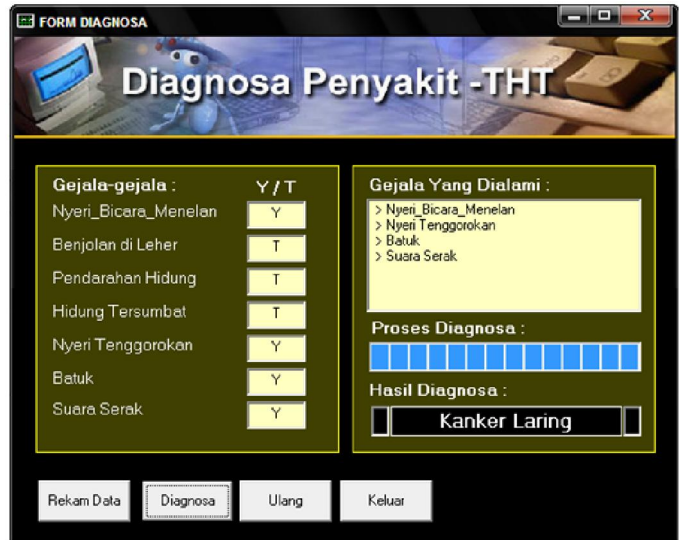 FORM DIAGNOSA
Diagnosa Penyakit -THT
Gejala-gejala : Y / T
Nyeri_Bicara_Menelan Y
Benjolan di Leher T
Pendarahan Hidung T
Hidung Tersumbat T
Nyeri Tenggorokan Y
Batuk Y
Suara Serak Y
Gejala Yang Dialami :
> Nyeri_Bicara_Menelan
> Nyeri Tenggorokan
> Batuk
> Suara Serak
Proses Diagnosa :
Hasil Diagnosa :
Kanker Laring
Rekam Data Diagnosa Ulang Keluar